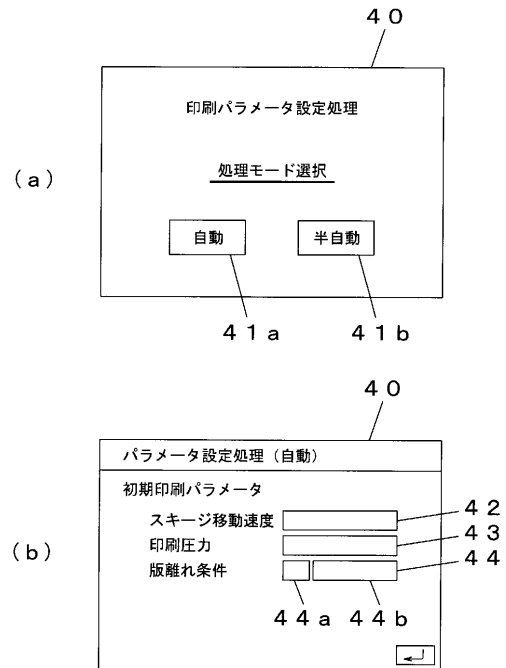 ４０
印刷パラメータ設定処理
（ａ）
処理モード選択
自動 半自動
４１ａ ４１ｂ
４０
パラメータ設定処理（自動）
初期印刷パラメータ
スキージ移動速度 ４２
印刷圧力 ４３
（ｂ）
版離れ条件 ４４
４４ａ ４４ｂ